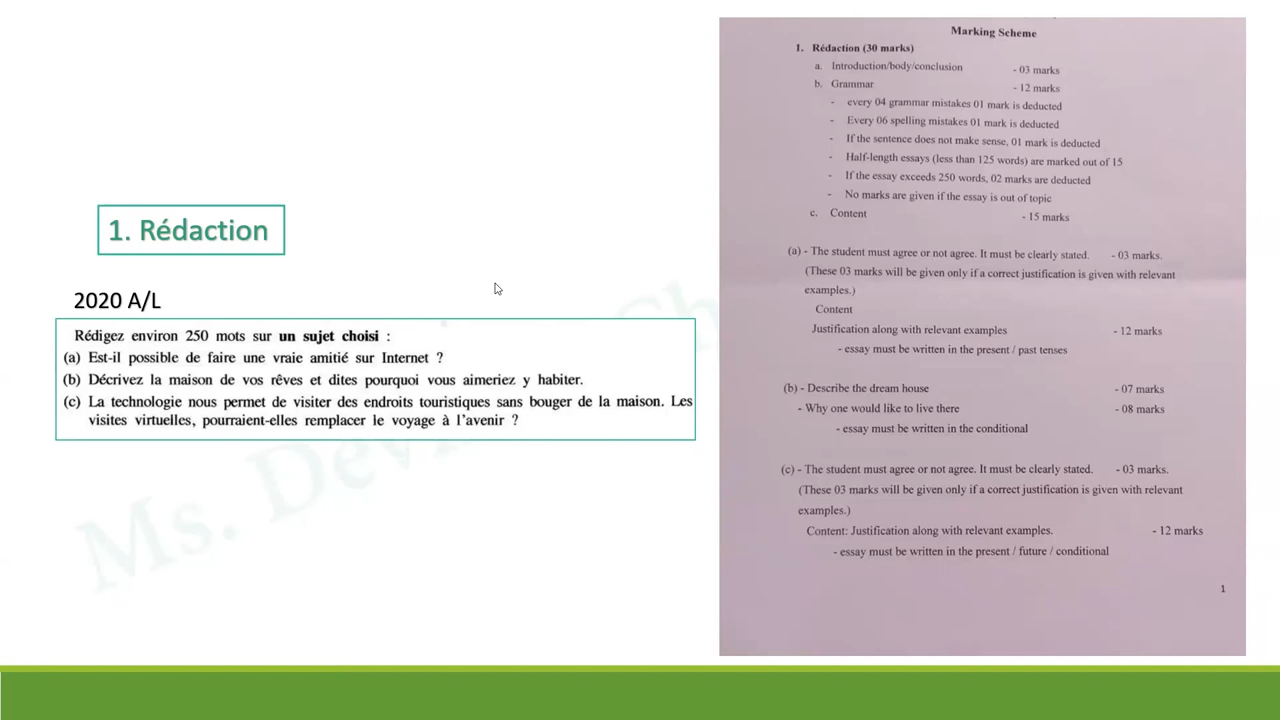 1. Rédaction
2020 A/L
Rédigez environ 250 mots sur un sujet choisi :
(a) Est-il possible de faire une vraie amitié sur Internet ?
(b) Décrivez la maison de vos rêves et dites pourquoi vous aimeriez y habiter.
(c) La technologie nous permet de visiter des endroits touristiques sans bouger de la maison. Les
visites virtuelles, pourraient-elles remplacer le voyage à l'avenir ?
Ms.
Marking Scheme
1. Rédaction (30 marks)
a. Introduction/body/conclusion - 03 marks
b. Grammar - 12 marks
- every 04 grammar mistakes 01 mark is deducted
- Every 06 spelling mistakes 01 mark is deducted
- If the sentence does not make sense, 01 mark is deducted
- Half-length essays (less than 125 words) are marked out of 15
- If the essay exceeds 250 words, 02 marks are deducted
- No marks are given if the essay is out of topic
c. Content - 15 marks
(a) - The student must agree or not agree. It must be clearly stated. - 03 marks.
(These 03 marks will be given only if a correct justification is given with relevant
examples.)
Content
Justification along with relevant examples - 12 marks
- essay must be written in the present / past tenses
(b) - Describe the dream house - 07 marks
- Why one would like to live there - 08 marks
- essay must be written in the conditional
(c) - The student must agree or not agree. It must be clearly stated. - 03 marks.
(These 03 marks will be given only if a correct justification is given with relevant
examples.)
Content: Justification along with relevant examples. - 12 marks
- essay must be written in the present / future / conditional
1